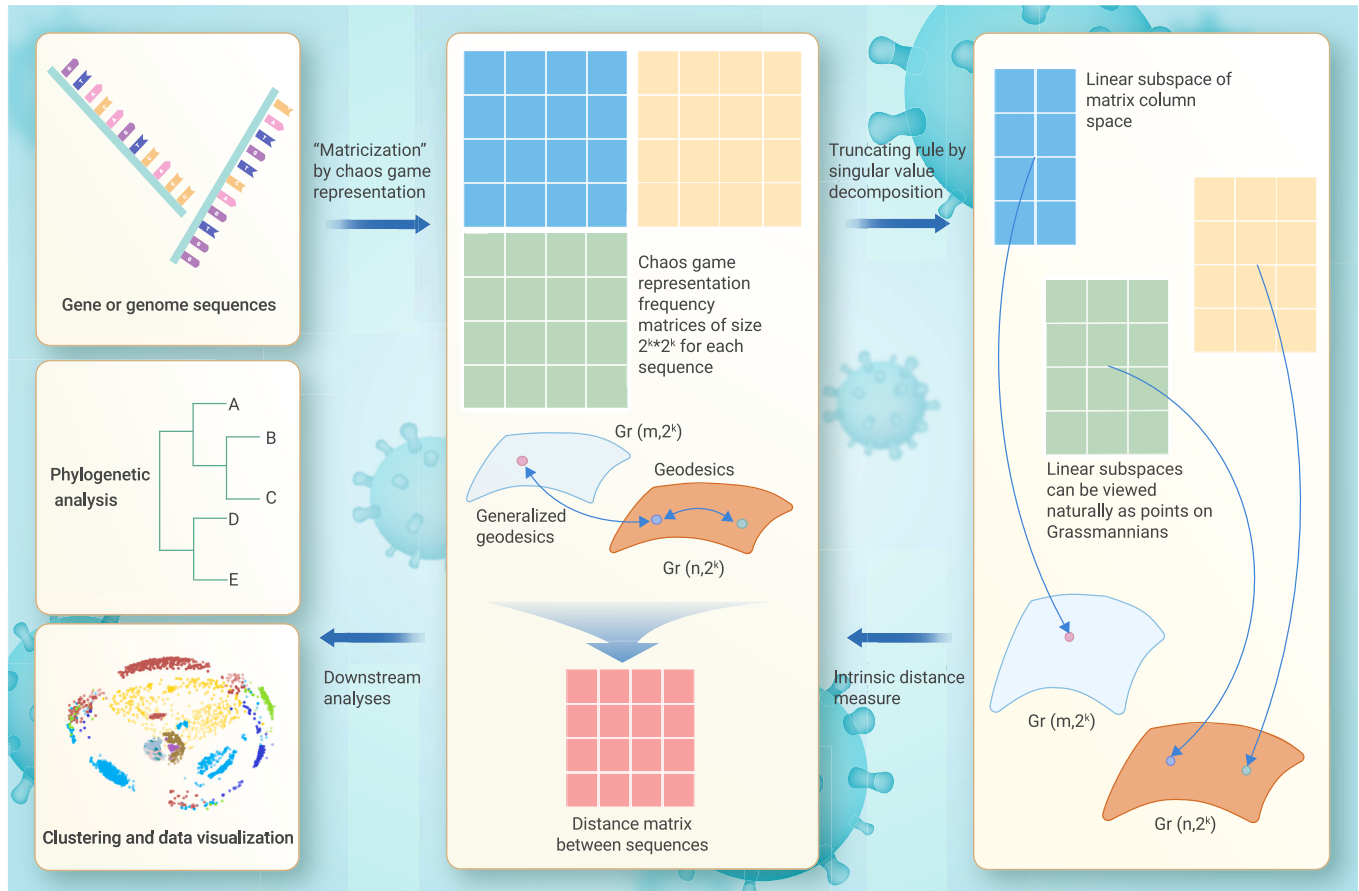 Gene or genome sequences
“Matricization”
by chaos game
representation
Chaos game
representation
frequency
matrices of size
2ᵏ*2ᵏ for each
sequence
Truncating rule by
singular value
decomposition
Linear subspace of
matrix column
space
Linear subspaces
can be viewed
naturally as points on
Grassmannians
Gr (m,2ᵏ)
Gr (n,2ᵏ)
Intrinsic distance
measure
Gr (m,2ᵏ)
Geodesics
Generalized
geodesics
Gr (n,2ᵏ)
Distance matrix
between sequences
Downstream
analyses
Phylogenetic
analysis
A
B
C
D
E
Clustering and data visualization